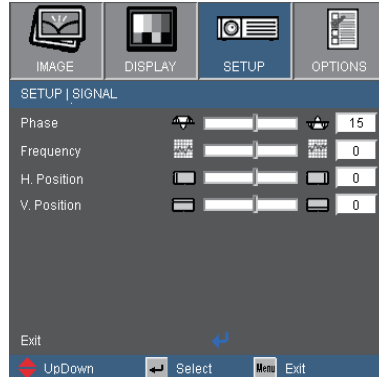 IMAGE DISPLAY SETUP OPTIONS
SETUP | SIGNAL
Phase 15
Frequency 0
H. Position 0
V. Position 0
Exit
UpDown Select Menu Exit